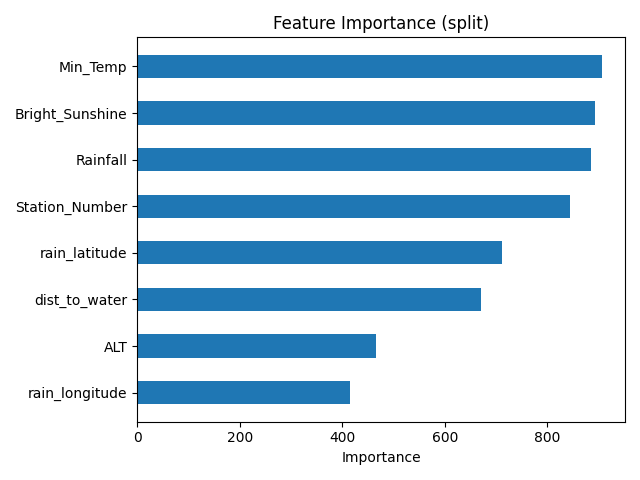 Feature Importance (split)
Min_Temp
Bright_Sunshine
Rainfall
Station_Number
rain_latitude
dist_to_water
ALT
rain_longitude
0 200 400 600 800
Importance